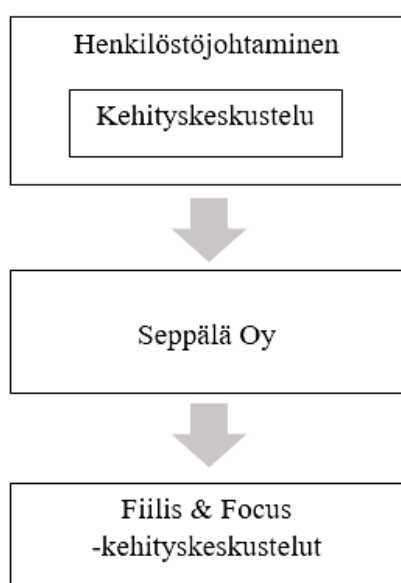 Henkilöstöjohtaminen
Kehityskeskustelu
Seppälä Oy
Fiilis & Focus
-kehityskeskustelut